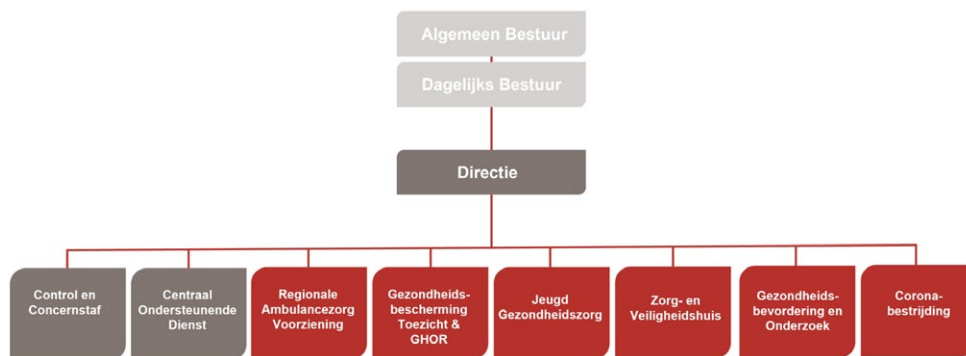 Algemeen Bestuur
Dagelijks Bestuur
Directie
Control en
Concernstaf
Centraal
Ondersteunende
Dienst
Regionale
Ambulancezorg
Voorziening
Gezondheids-
bescherming
Toezicht &
GHOR
Jeugd
Gezondheidszorg
Zorg- en
Veiligheidshuis
Gezondheids-
bevordering en
Onderzoek
Corona-
bestrijding